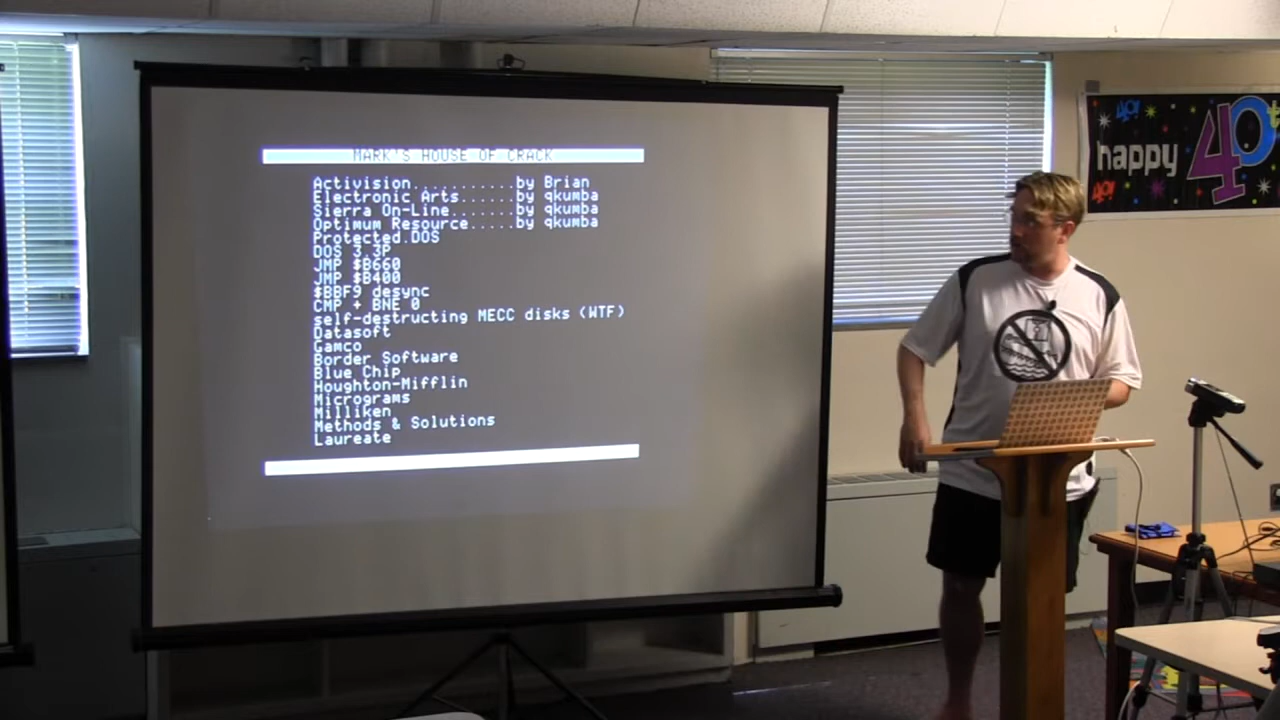 MARK'S HOUSE OF CRACK
Activision...........by Brian
Electronic Arts......by qkumba
Sierra On-Line.......by qkumba
Optimum Resource.....by qkumba
Protected.DOS
DOS 3.3P
JMP $B660
JMP $B400
$BBF9 desync
CMP + BNE 0
self-destructing MECC disks (WTF)
Datasoft
Gamco
Border Software
Blue Chip
Houghton-Mifflin
Micrograms
Milliken
Methods & Solutions
Laureate
40!
happy 40t
40!